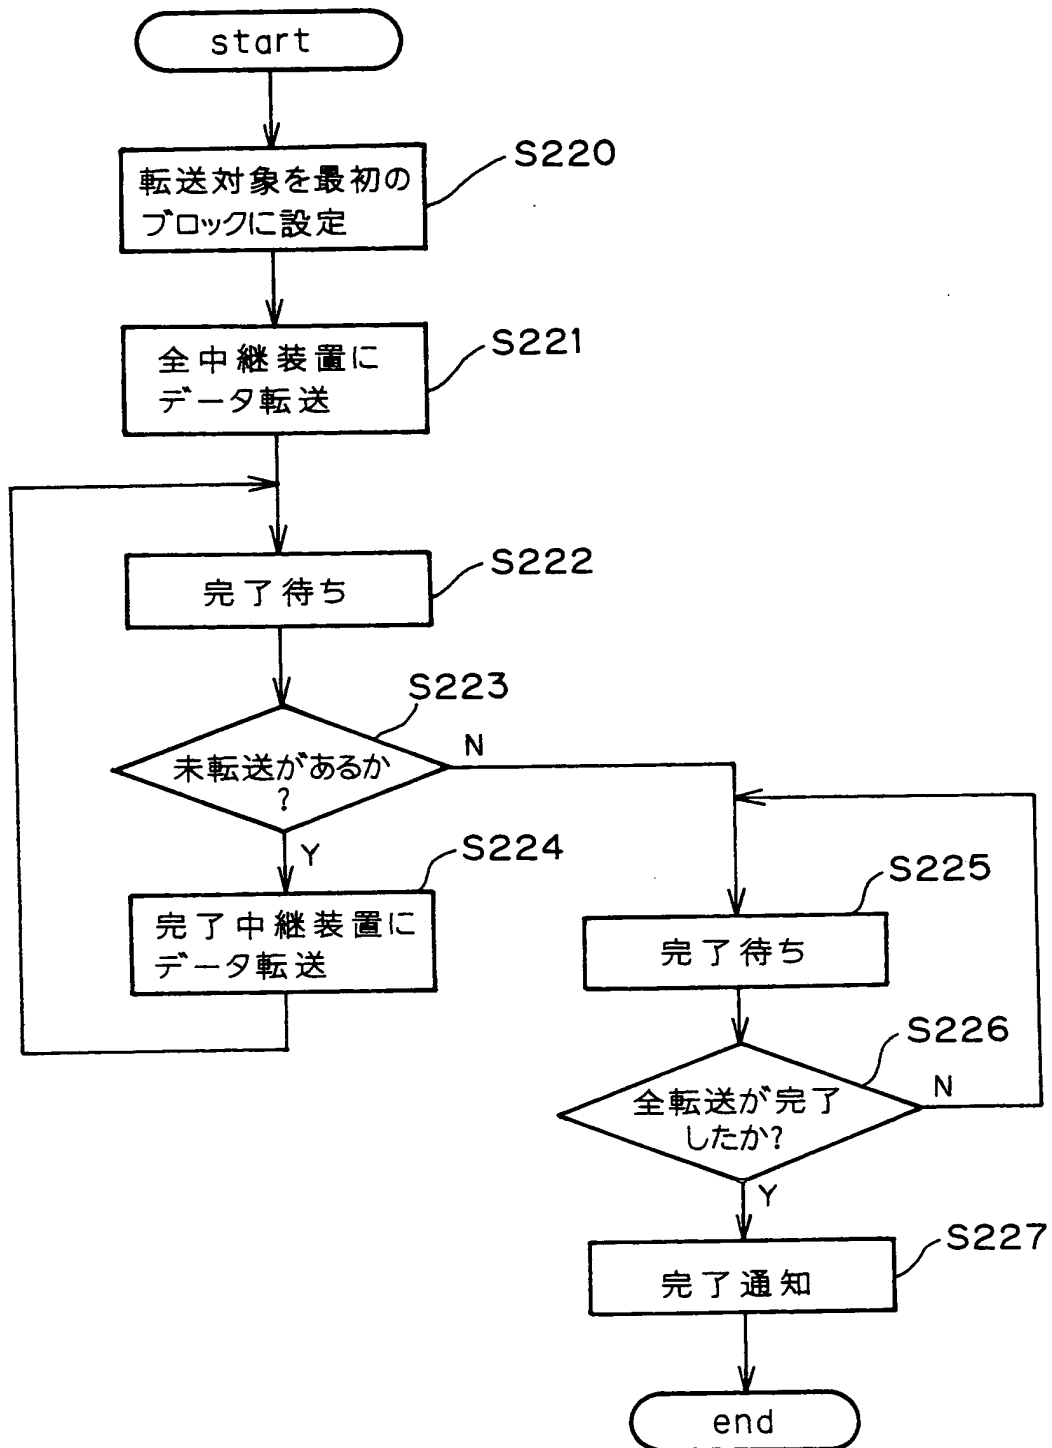 start
S220
転送対象を最初の
ブロックに設定
S221
全中継装置に
データ転送
S222
完了待ち
S223
未転送があるか
?
N
Y
S224
完了中継装置に
データ転送
S225
完了待ち
S226
全転送が完了
したか?
N
Y
S227
完了通知
end